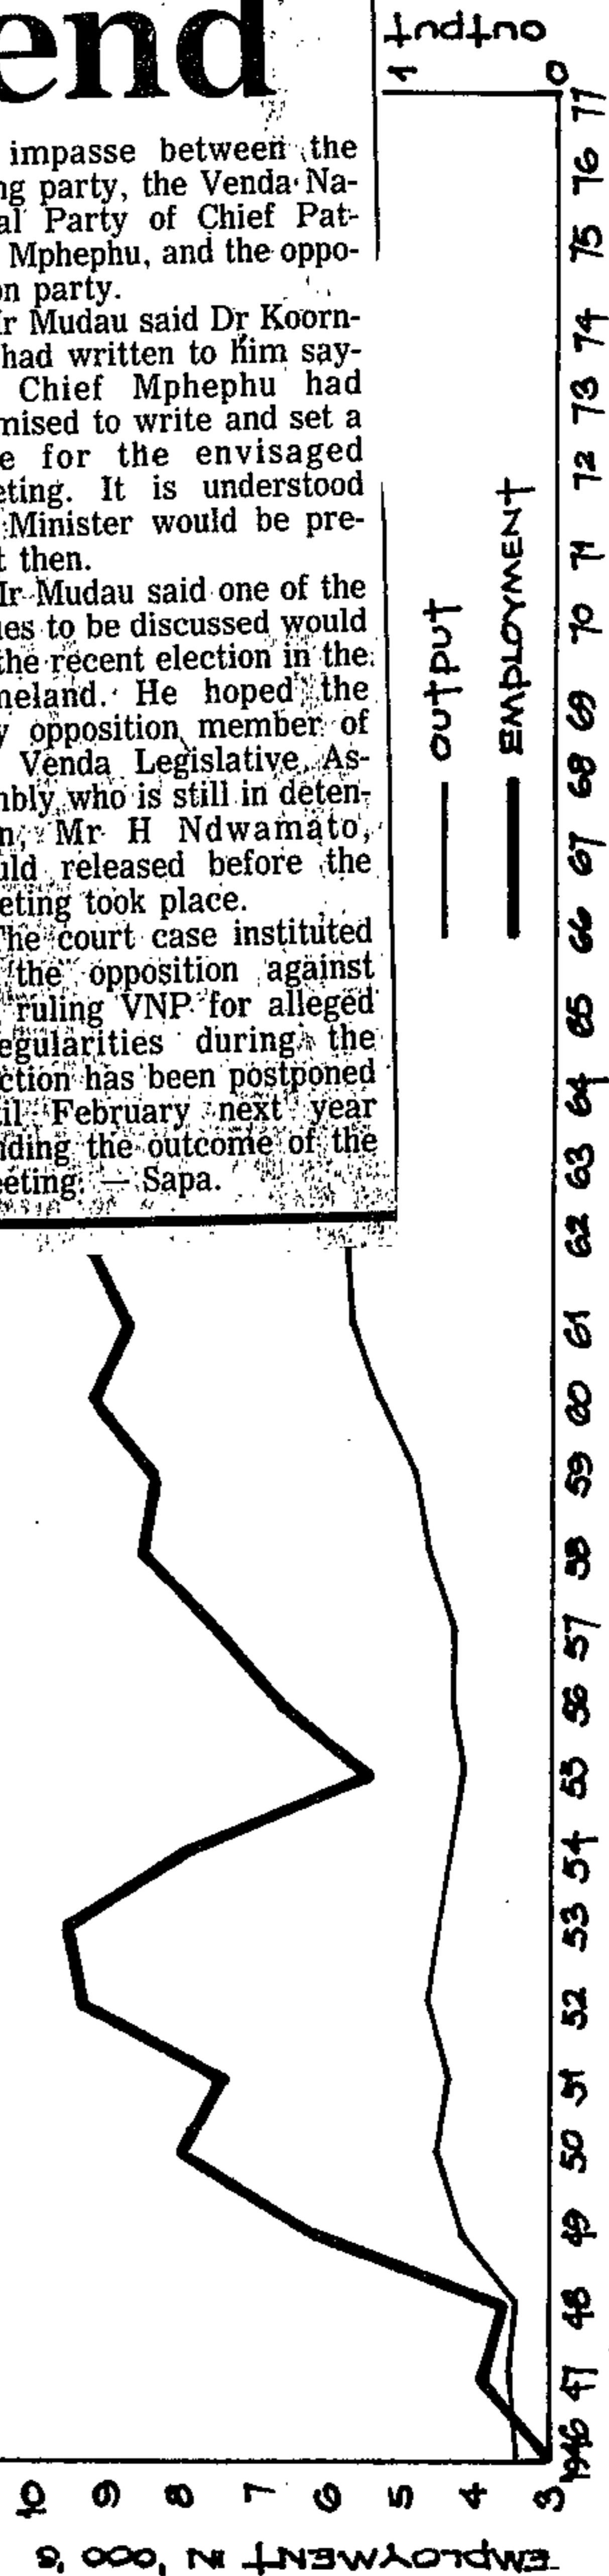 end
impasse between the
ng party, the Venda Na-
al Party of Chief Pat-
Mphephu, and the oppo-
on party.
r Mudau said Dr Koorn-
had written to him say-
Chief Mphephu had
mised to write and set a
e for the envisaged
eting. It is understood
Minister would be pre-
t then.
Ir Mudau said one of the
ues to be discussed would
the recent election in the
meland. He hoped the
y opposition member of
Venda Legislative As-
mbly who is still in deten-
n, Mr H Ndwamato,
uld released before the
eting took place.
The court case instituted
the opposition against
ruling VNP for alleged
egularities during the
ction has been postponed
til February next year
nding the outcome of the
eeting. — Sapa.
output
1
0
OUTPUT
EMPLOYMENT
1946 47 48 49 50 51 52 53 54 55 56 57 58 59 60 61 62 63 64 65 66 67 68 69 70 71 72 73 74 75 76 77
10 9 8 7 6 5 4 3
EMPLOYMENT IN '000's